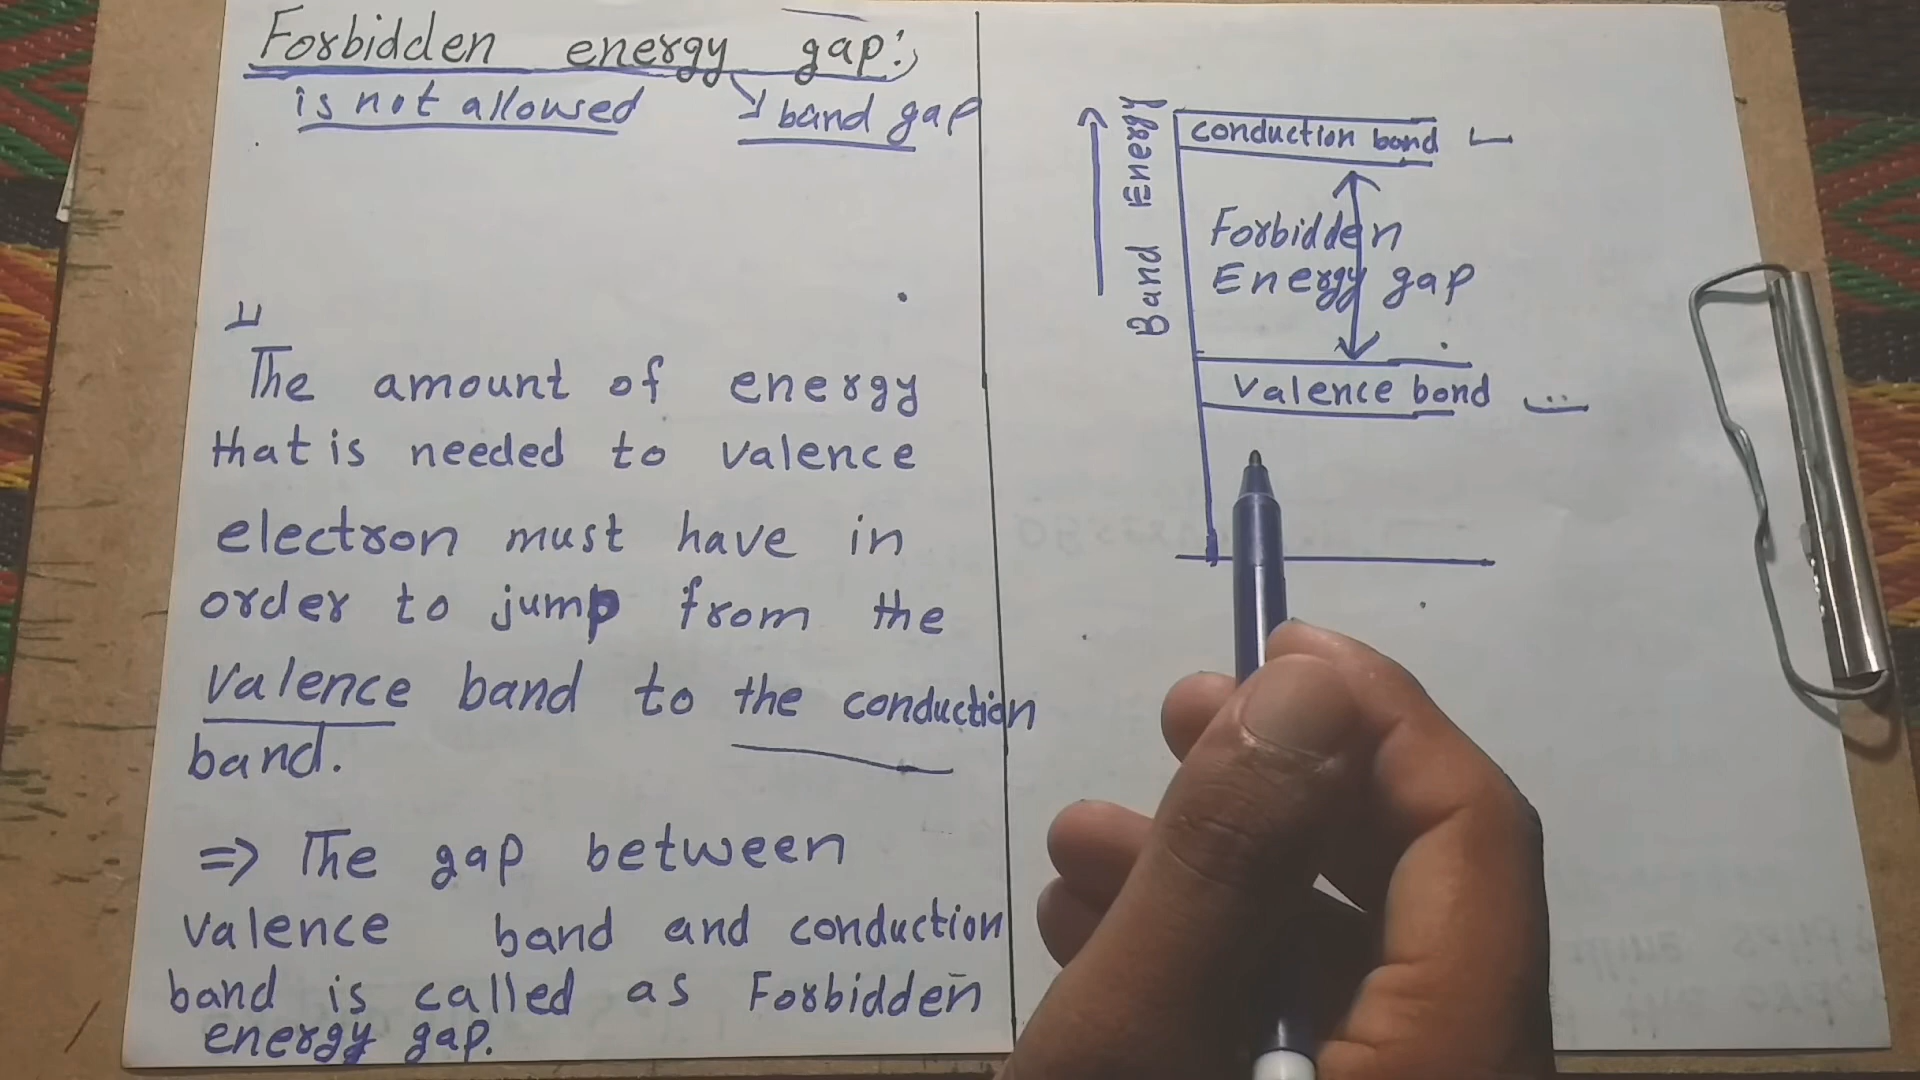 Forbidden energy gap:
is not allowed
band gap
The amount of energy
that is needed to valence
electron must have in
order to jump from the
valence band to the conduction
band.
=> The gap between
valence band and conduction
band is called as Forbidden
energy gap.
Band Energy
conduction band
Forbidden
Energy gap
Valence bond